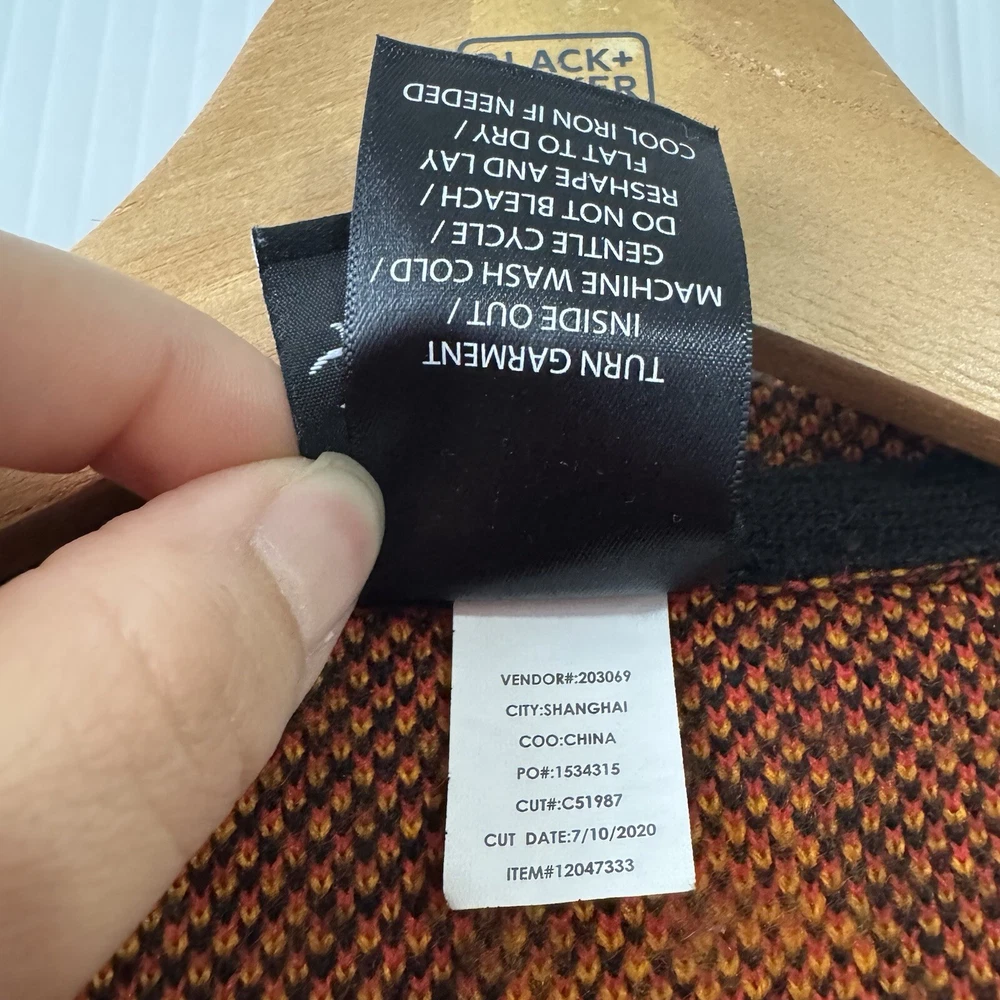 BLACK+
TURN GARMENT
INSIDE OUT /
MACHINE WASH COLD /
GENTLE CYCLE /
DO NOT BLEACH /
RESHAPE AND LAY
FLAT TO DRY /
COOL IRON IF NEEDED
VENDOR#:203069
CITY:SHANGHAI
COO:CHINA
PO#:1534315
CUT#:C51987
CUT DATE:7/10/2020
ITEM#12047333